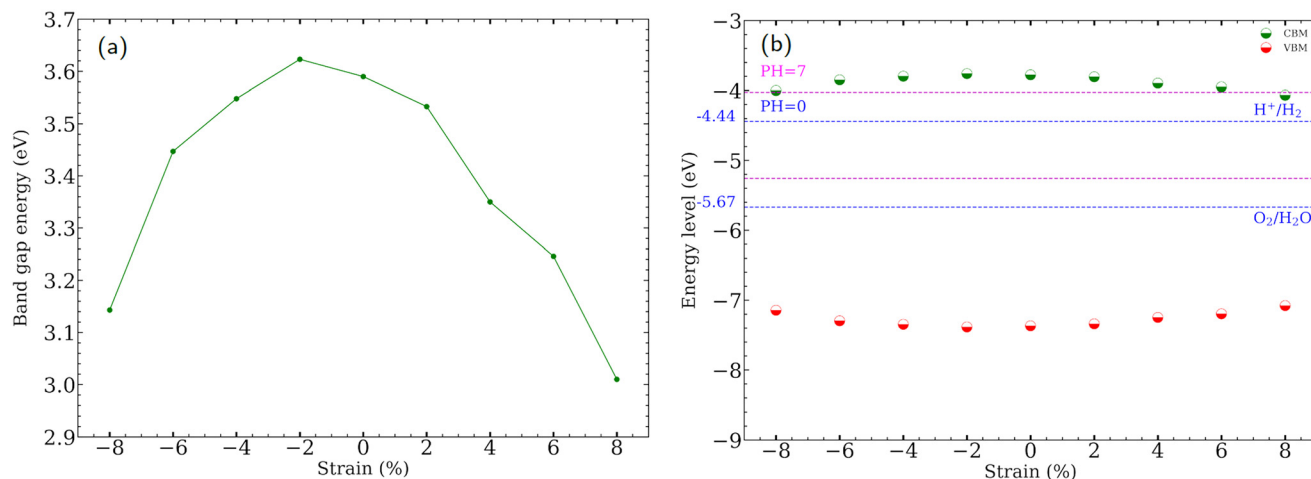 (a)
Band gap energy (eV)
3.7
3.6
3.5
3.4
3.3
3.2
3.1
3.0
2.9
−8 −6 −4 −2 0 2 4 6 8
Strain (%)
(b)
CBM
VBM
Energy level (eV)
−3
−4
−5
−6
−7
−8
−9
PH=7
PH=0
-4.44
H⁺/H₂
-5.67
O₂/H₂O
−8 −6 −4 −2 0 2 4 6 8
Strain (%)